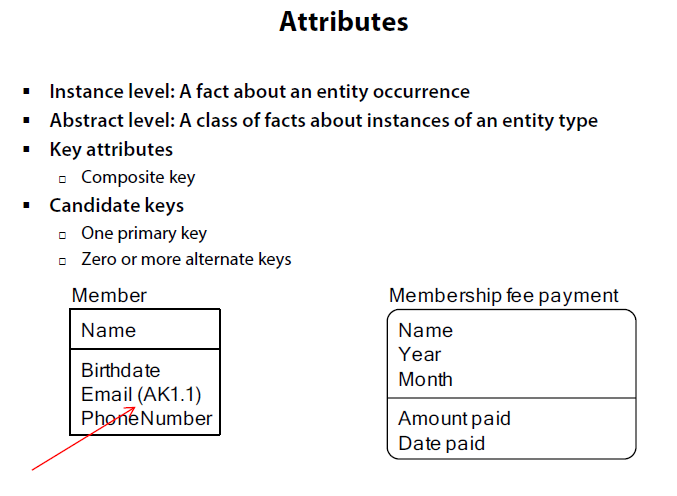 Attributes
Instance level: A fact about an entity occurrence
Abstract level: A class of facts about instances of an entity type
Key attributes
Composite key
Candidate keys
One primary key
Zero or more alternate keys
Member
Name
Birthdate
Email (AK1.1)
PhoneNumber
Membership fee payment
Name
Year
Month
Amount paid
Date paid